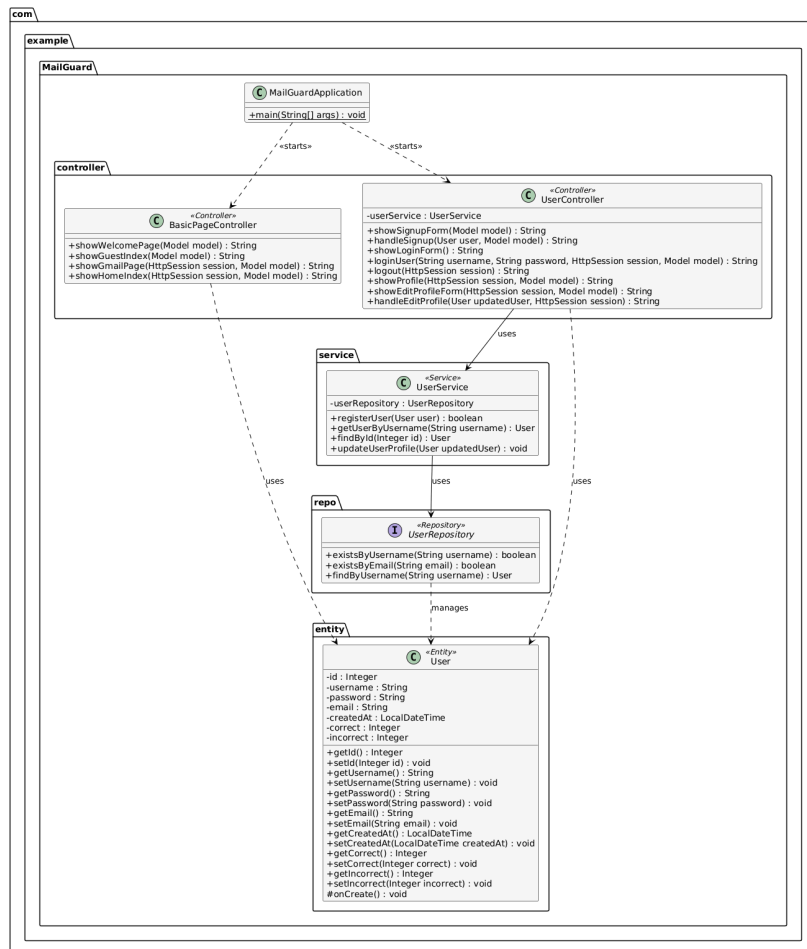 com
example
MailGuard
C MailGuardApplication
+main(String[] args) : void
«starts»
«starts»
controller
C «Controller»
BasicPageController
+showWelcomePage(Model model) : String
+showGuestIndex(Model model) : String
+showGmailPage(HttpSession session, Model model) : String
+showHomeIndex(HttpSession session, Model model) : String
C «Controller»
UserController
-userService : UserService
+showSignupForm(Model model) : String
+handleSignup(User user, Model model) : String
+showLoginForm() : String
+loginUser(String username, String password, HttpSession session, Model model) : String
+logout(HttpSession session) : String
+showProfile(HttpSession session, Model model) : String
+showEditProfileForm(HttpSession session, Model model) : String
+handleEditProfile(User updatedUser, HttpSession session) : String
uses
service
C «Service»
UserService
-userRepository : UserRepository
+registerUser(User user) : boolean
+getUserByUsername(String username) : User
+findById(Integer id) : User
+updateUserProfile(User updatedUser) : void
uses
uses
uses
repo
I «Repository»
UserRepository
+existsByUsername(String username) : boolean
+existsByEmail(String email) : boolean
+findByUsername(String username) : User
manages
entity
C «Entity»
User
-id : Integer
-username : String
-password : String
-email : String
-createdAt : LocalDateTime
-correct : Integer
-incorrect : Integer
+getId() : Integer
+setId(Integer id) : void
+getUsername() : String
+setUsername(String username) : void
+getPassword() : String
+setPassword(String password) : void
+getEmail() : String
+setEmail(String email) : void
+getCreatedAt() : LocalDateTime
+setCreatedAt(LocalDateTime createdAt) : void
+getCorrect() : Integer
+setCorrect(Integer correct) : void
+getIncorrect() : Integer
+setIncorrect(Integer incorrect) : void
#onCreate() : void